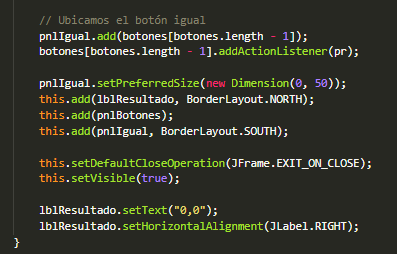 // Ubicamos el botón igual
pnlIgual.add(botones[botones.length - 1]);
botones[botones.length - 1].addActionListener(pr);
pnlIgual.setPreferredSize(new Dimension(0, 50));
this.add(lblResultado, BorderLayout.NORTH);
this.add(pnlBotones);
this.add(pnlIgual, BorderLayout.SOUTH);
this.setDefaultCloseOperation(JFrame.EXIT_ON_CLOSE);
this.setVisible(true);
lblResultado.setText("0,0");
lblResultado.setHorizontalAlignment(JLabel.RIGHT);
}